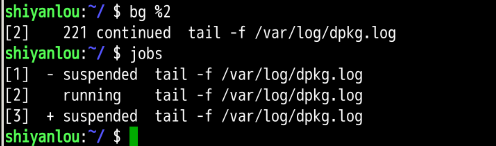 shiyanlou:~/ $ bg %2
[2]    221 continued  tail -f /var/log/dpkg.log
shiyanlou:~/ $ jobs
[1]  - suspended  tail -f /var/log/dpkg.log
[2]    running    tail -f /var/log/dpkg.log
[3]  + suspended  tail -f /var/log/dpkg.log
shiyanlou:~/ $